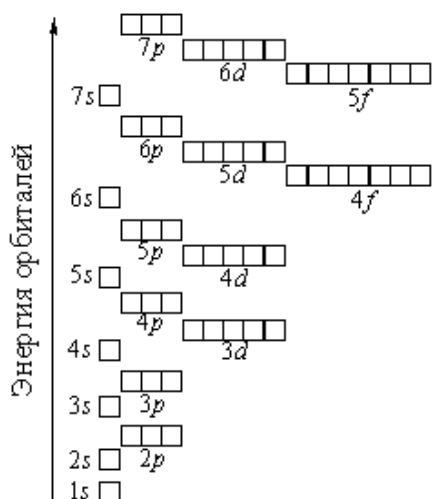 7p
6d
5f
7s
6p
5d
4f
6s
5p
4d
5s
4p
3d
4s
3p
3s
2p
2s
1s
Энергия орбиталей